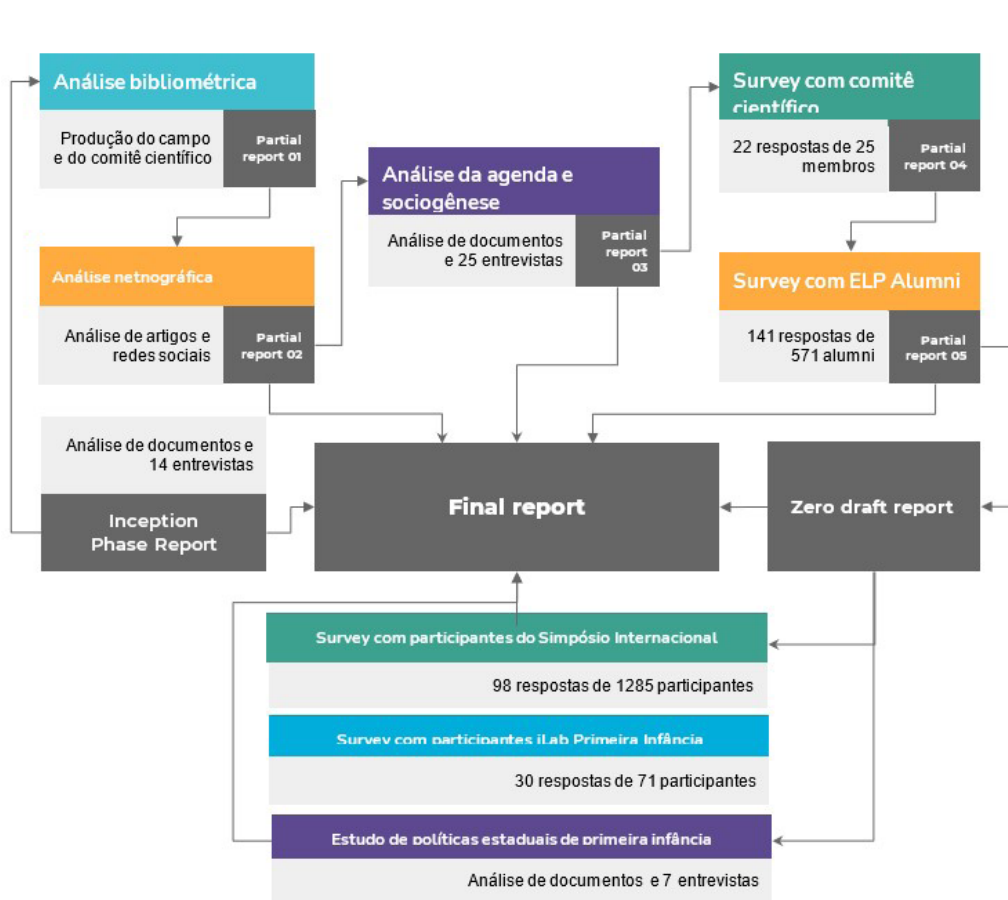 Análise bibliométrica
Produção do campo
e do comitê científico
Partial
report 01
Análise netnográfica
Análise de artigos e
redes sociais
Partial
report 02
Análise de documentos e
14 entrevistas
Inception
Phase Report
Análise da agenda e
sociogênese
Análise de documentos
e 25 entrevistas
Partial
report
03
Survey com comitê
científico
22 respostas de 25
membros
Partial
report 04
Survey com ELP Alumni
141 respostas de
571 alumni
Partial
report 05
Final report
Zero draft report
Survey com participantes do Simpósio Internacional
98 respostas de 1285 participantes
Survey com participantes iLab Primeira Infância
30 respostas de 71 participantes
Estudo de políticas estaduais de primeira infância
Análise de documentos e 7 entrevistas